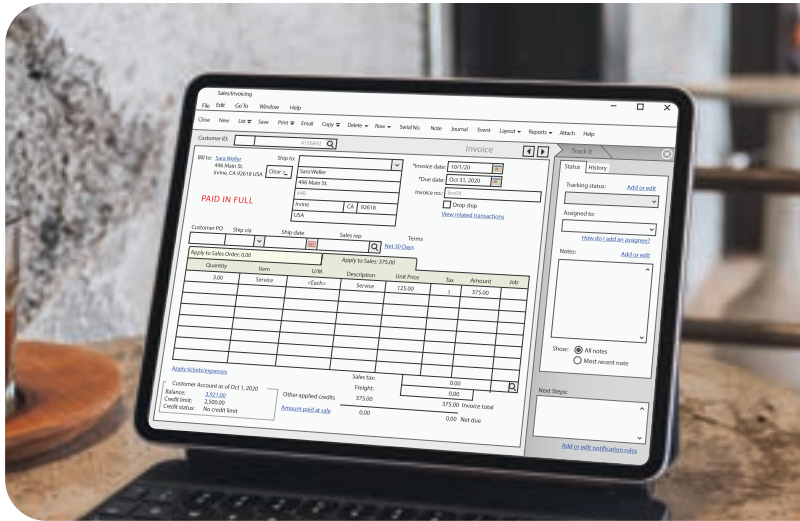 Sales/Invoicing
File Edit Go To Window Help
Close New List Save Print Email Copy Delete Row Serial No. Note Journal Event Layout Reports Attach Help
Customer ID:
Invoice
Track It
Bill to: Sara Weller
496 Main St.
Irvine, CA 92618 USA
Clear
Ship to:
Sara Weller
496 Main St.
Irvine CA 92618
USA
PAID IN FULL
*Invoice date: 10/1/20
*Due date: Oct 31, 2020
Invoice no.: Inv04
Drop ship
View related transactions
Customer PO Ship via Ship date Sales rep Terms
Net 30 Days
Apply to Sales Order: 0.00 Apply to Sales: 375.00
Quantity Item U/M Description Unit Price Tax Amount Job
3.00 Service <Each> Service 125.00 1 375.00
Apply tickets/expenses
Sales tax: 0.00
Freight: 0.00
Other applied credits 375.00 375.00 Invoice total
Amount paid at sale 0.00 0.00 Net due
Customer Account as of Oct 1, 2020
Balance: 3,921.00
Credit limit: 2,500.00
Credit status: No credit limit
Status History
Tracking status: Add or edit
Assigned to:
How do I add an assignee?
Notes: Add or edit
Show: All notes
Most recent note
Next Steps:
Add or edit notification rules